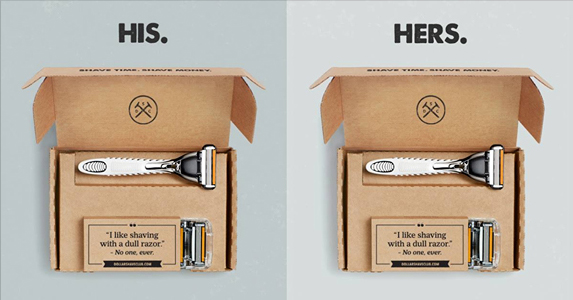 HIS.
SHAVE TIME. SHAVE MONEY.
"I like shaving
with a dull razor."
- No one, ever.
DOLLARSHAVECLUB.COM
HERS.
SHAVE TIME. SHAVE MONEY.
"I like shaving
with a dull razor."
- No one, ever.
DOLLARSHAVECLUB.COM